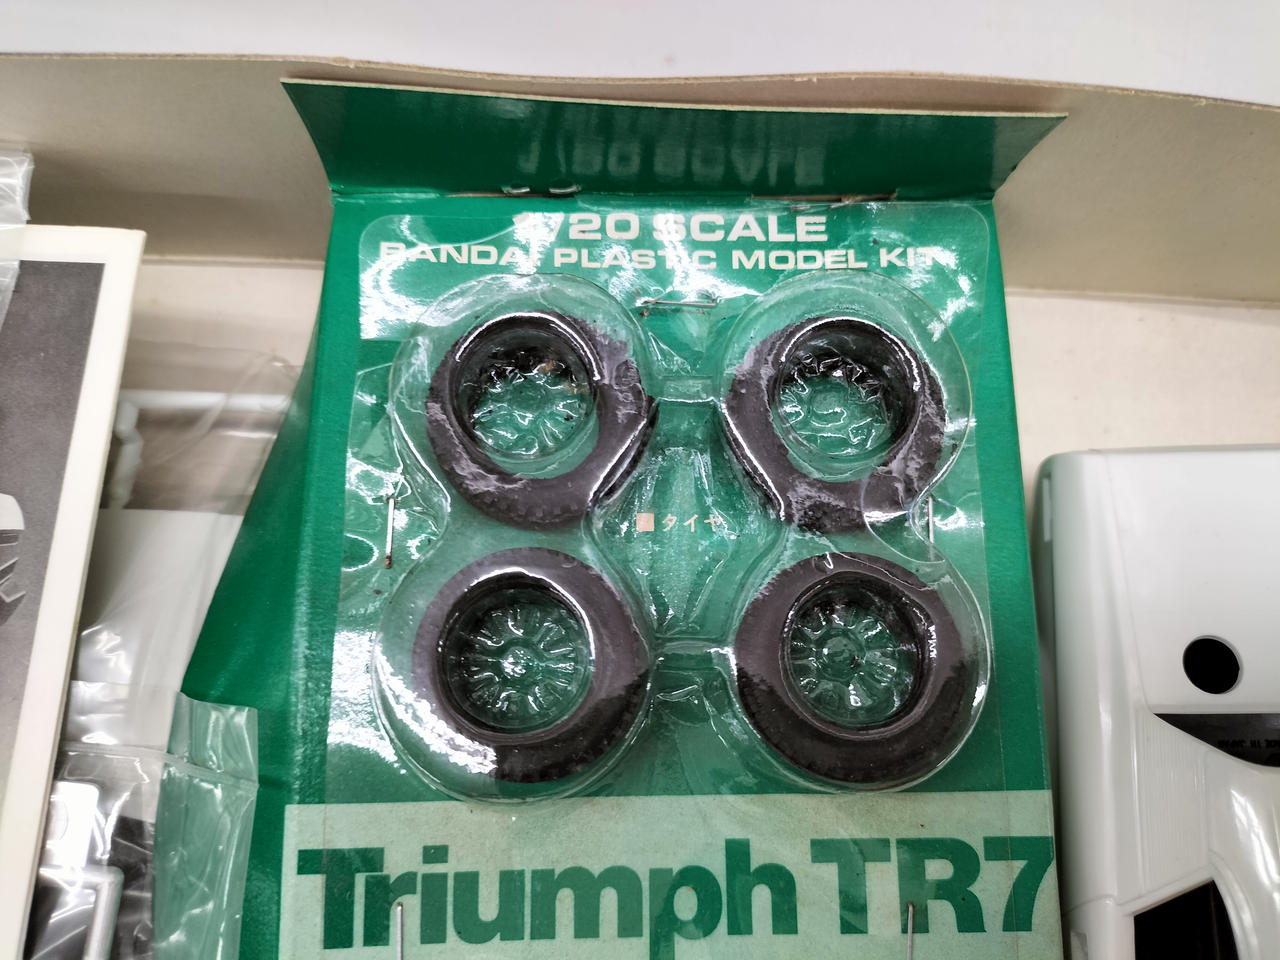 1/20 SCALE
BANDAI PLASTIC MODEL KIT
タイヤ
Triumph TR7